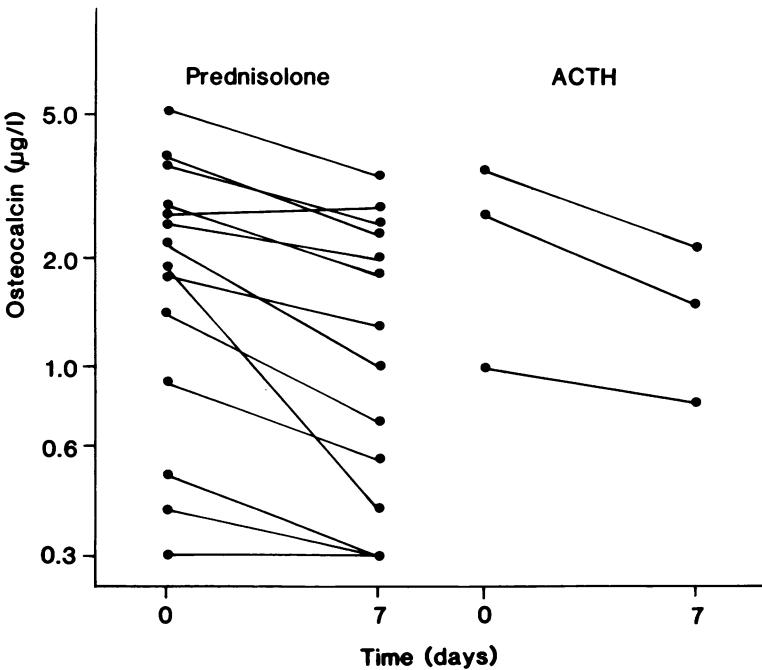 Prednisolone ACTH
Osteocalcin (µg/l)
5.0
2.0
1.0
0.6
0.3
0 7 0 7
Time (days)